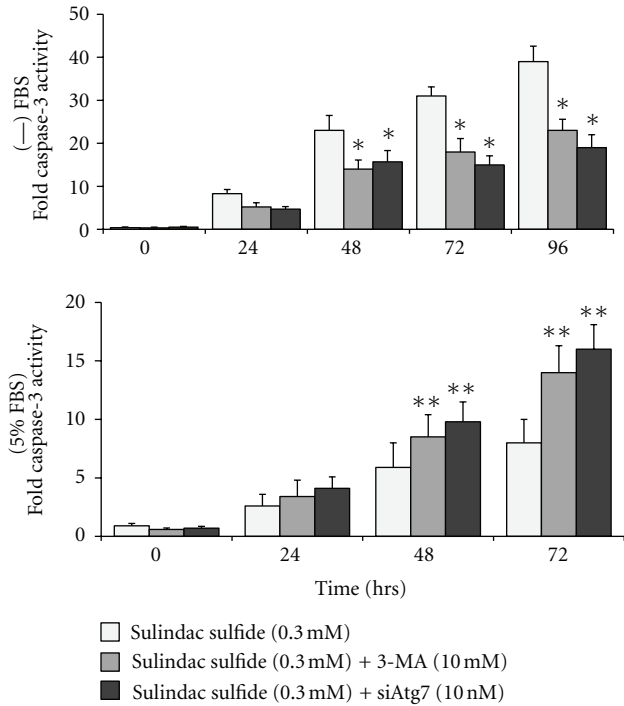 50
40
30
20
10
0
(—) FBS
Fold caspase-3 activity
* * * * * *
0 24 48 72 96
20
15
10
5
0
(5% FBS)
Fold caspase-3 activity
** ** ** **
0 24 48 72
Time (hrs)
Sulindac sulfide (0.3 mM)
Sulindac sulfide (0.3 mM) + 3-MA (10 mM)
Sulindac sulfide (0.3 mM) + siAtg7 (10 nM)